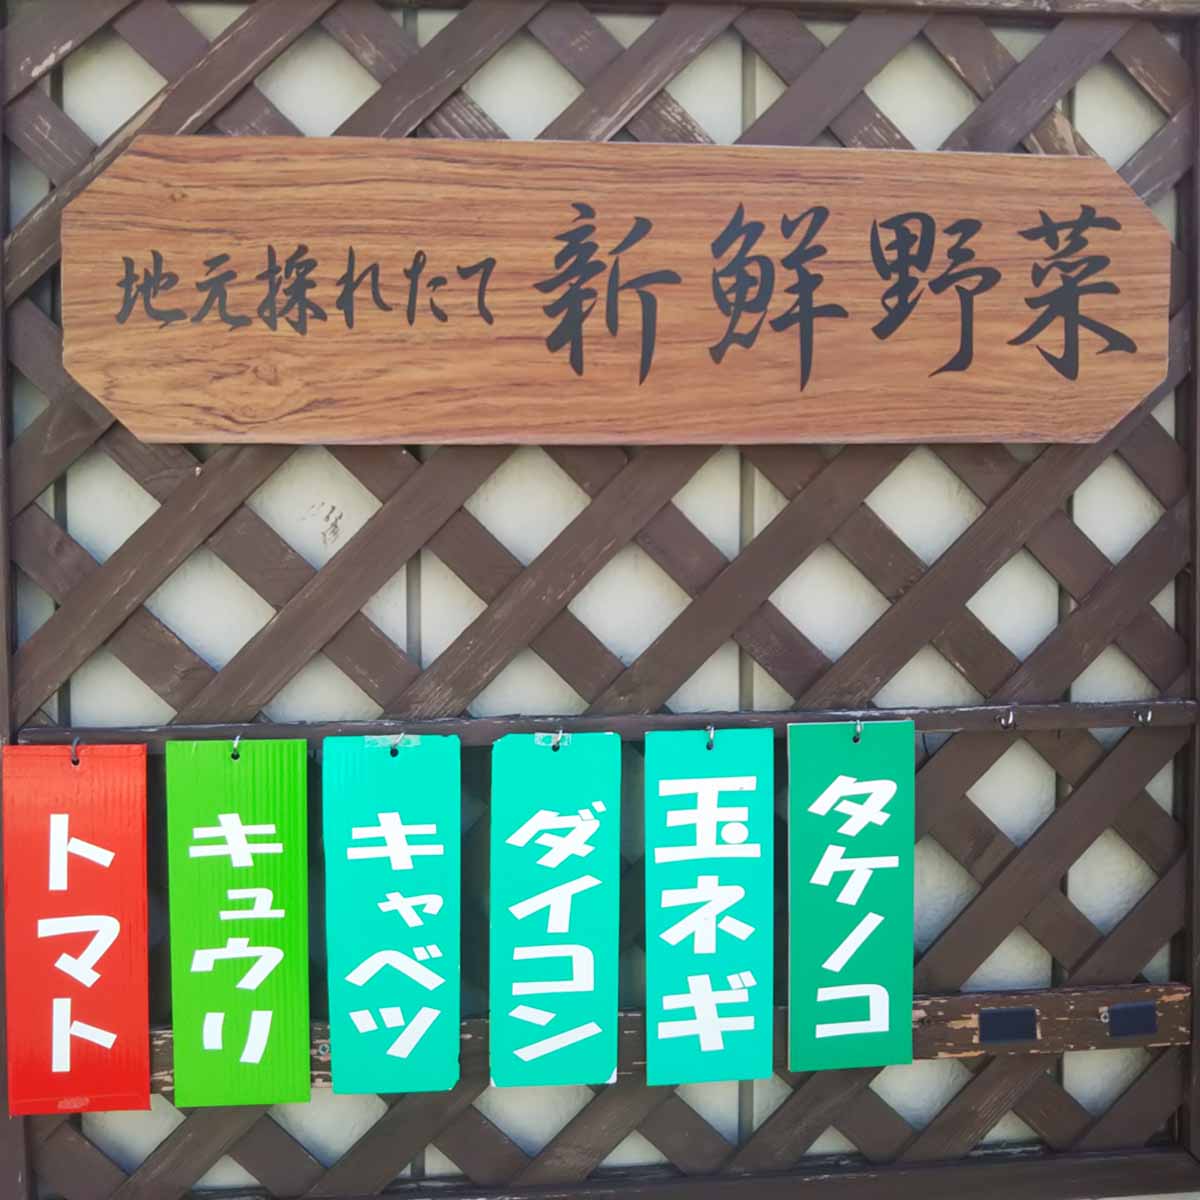 地元採れたて 新鮮野菜
トマト
キュウリ
キャベツ
ダイコン
玉ネギ
タケノコ